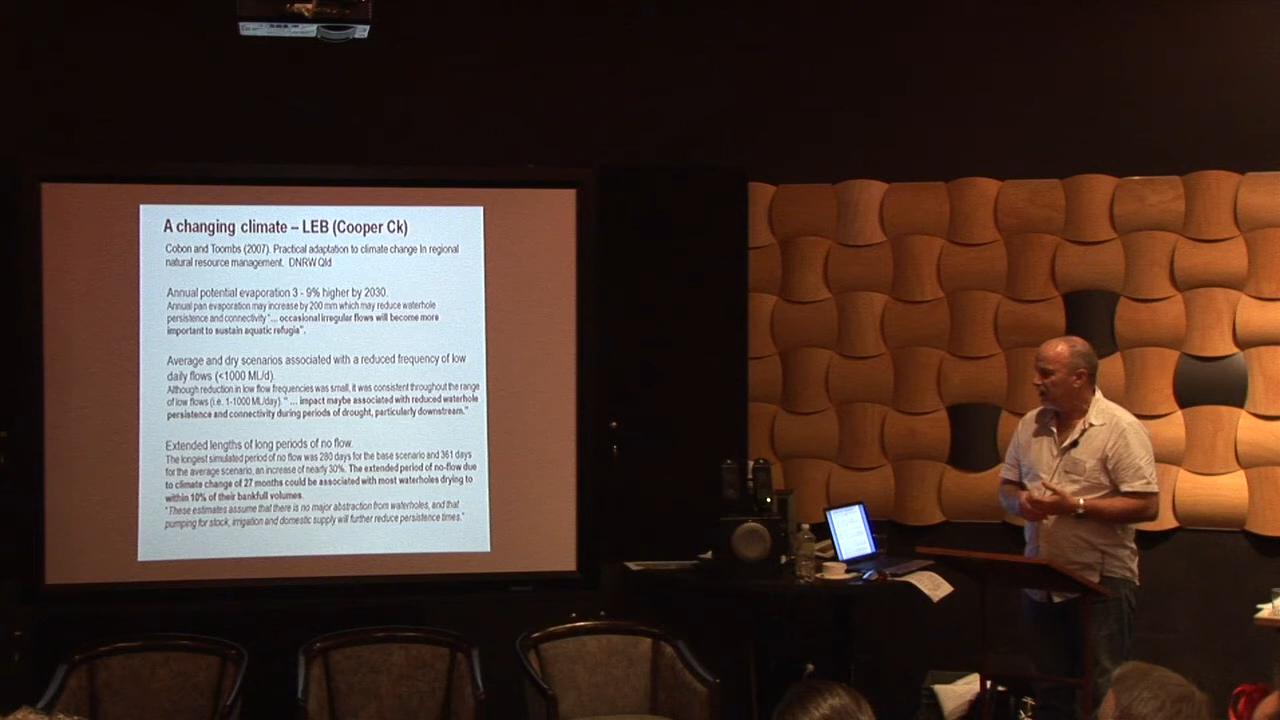 A changing climate – LEB (Cooper Ck)
Cobon and Toombs (2007). Practical adaptation to climate change In regional
natural resource management. DNRW Qld
Annual potential evaporation 3 - 9% higher by 2030.
Annual pan evaporation may increase by 200 mm which may reduce waterhole
persistence and connectivity "... occasional irregular flows will become more
important to sustain aquatic refugia".
Average and dry scenarios associated with a reduced frequency of low
daily flows (<1000 ML/d).
Although reduction in low flow frequencies was small, it was consistent throughout the range
of low flows (i.e. 1-1000 ML/day). " ... impact maybe associated with reduced waterhole
persistence and connectivity during periods of drought, particularly downstream."
Extended lengths of long periods of no flow.
The longest simulated period of no flow was 280 days for the base scenario and 361 days
for the average scenario, an increase of nearly 30%. The extended period of no-flow due
to climate change of 27 months could be associated with most waterholes drying to
within 10% of their bankfull volumes.
"These estimates assume that there is no major abstraction from waterholes, and that
pumping for stock, irrigation and domestic supply will further reduce persistence times."